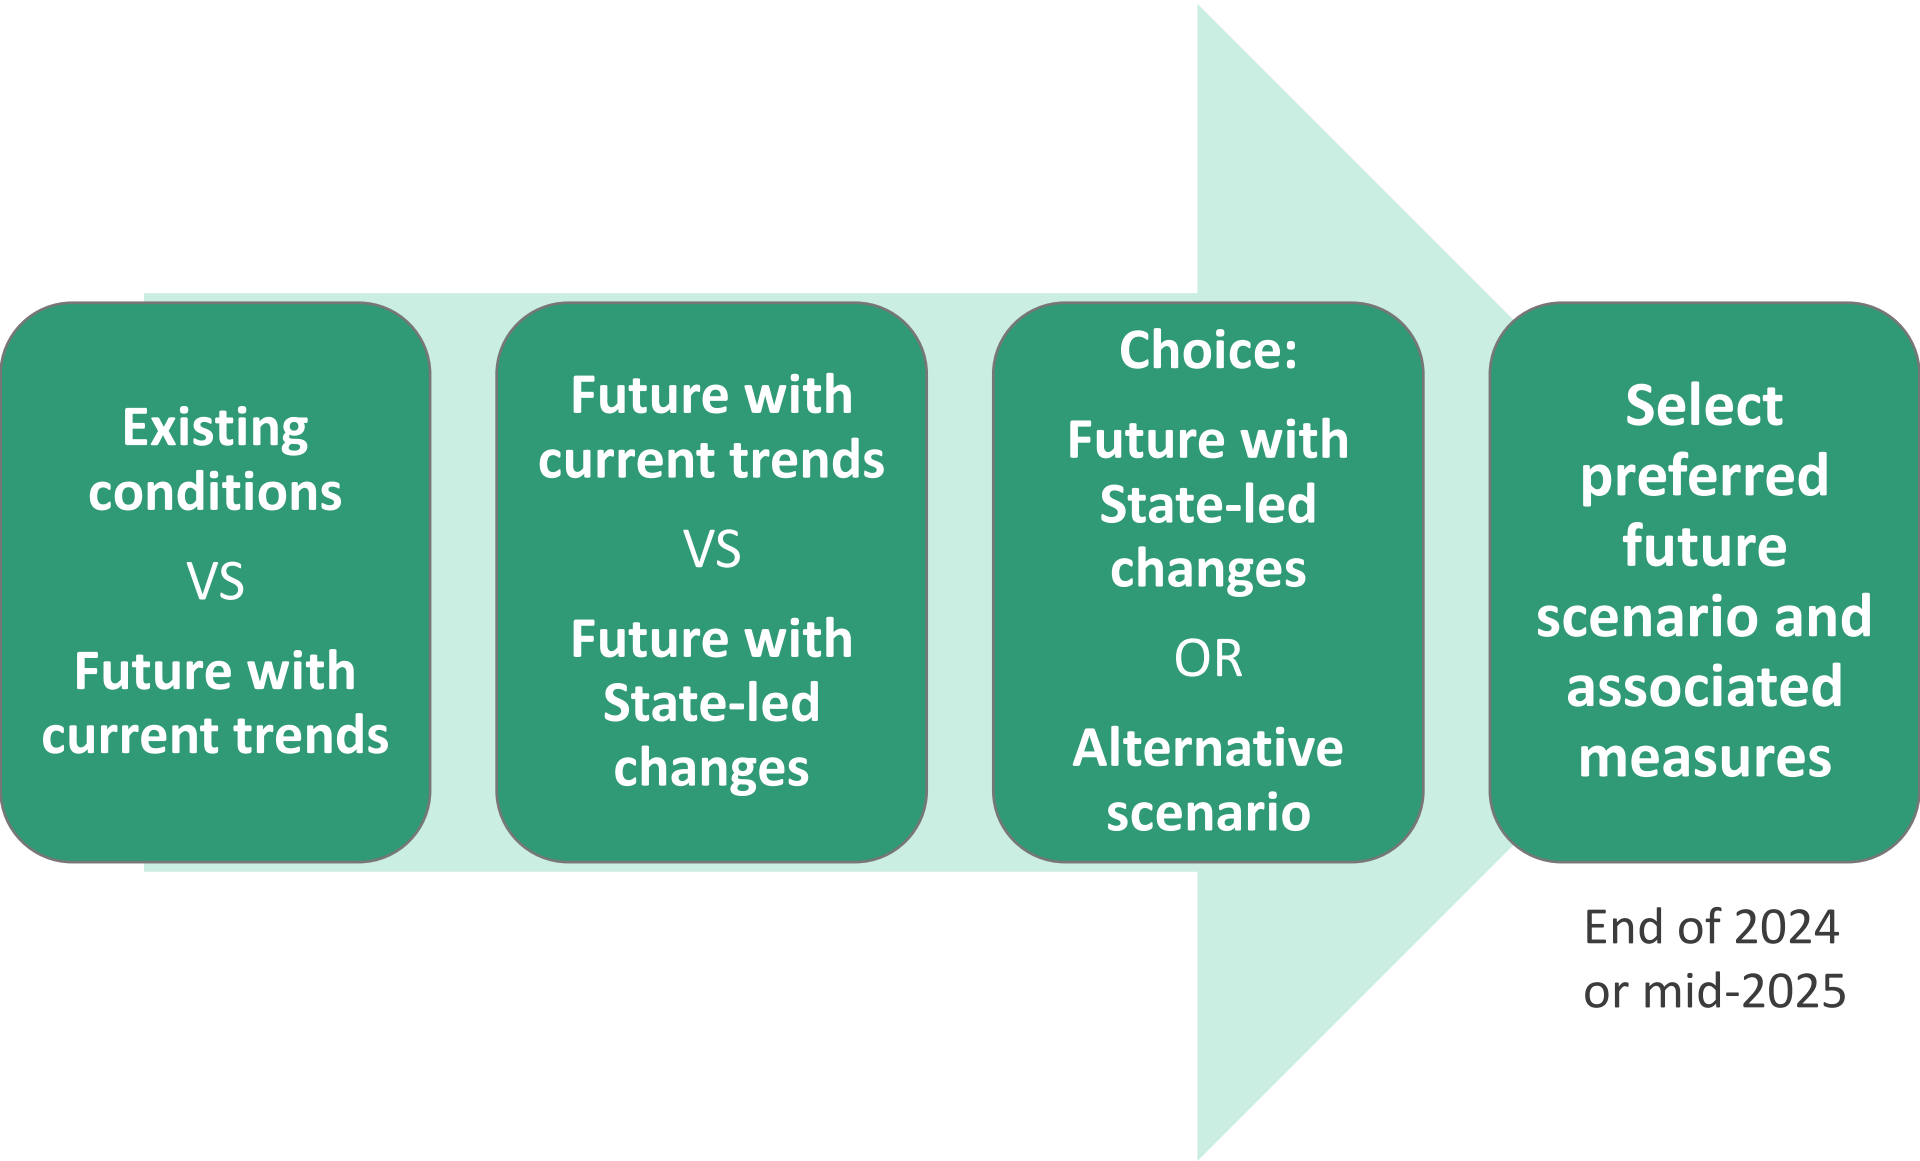 Existing
conditions
VS
Future with
current trends
Future with
current trends
VS
Future with
State-led
changes
Choice:
Future with
State-led
changes
OR
Alternative
scenario
Select
preferred
future
scenario and
associated
measures
End of 2024
or mid-2025